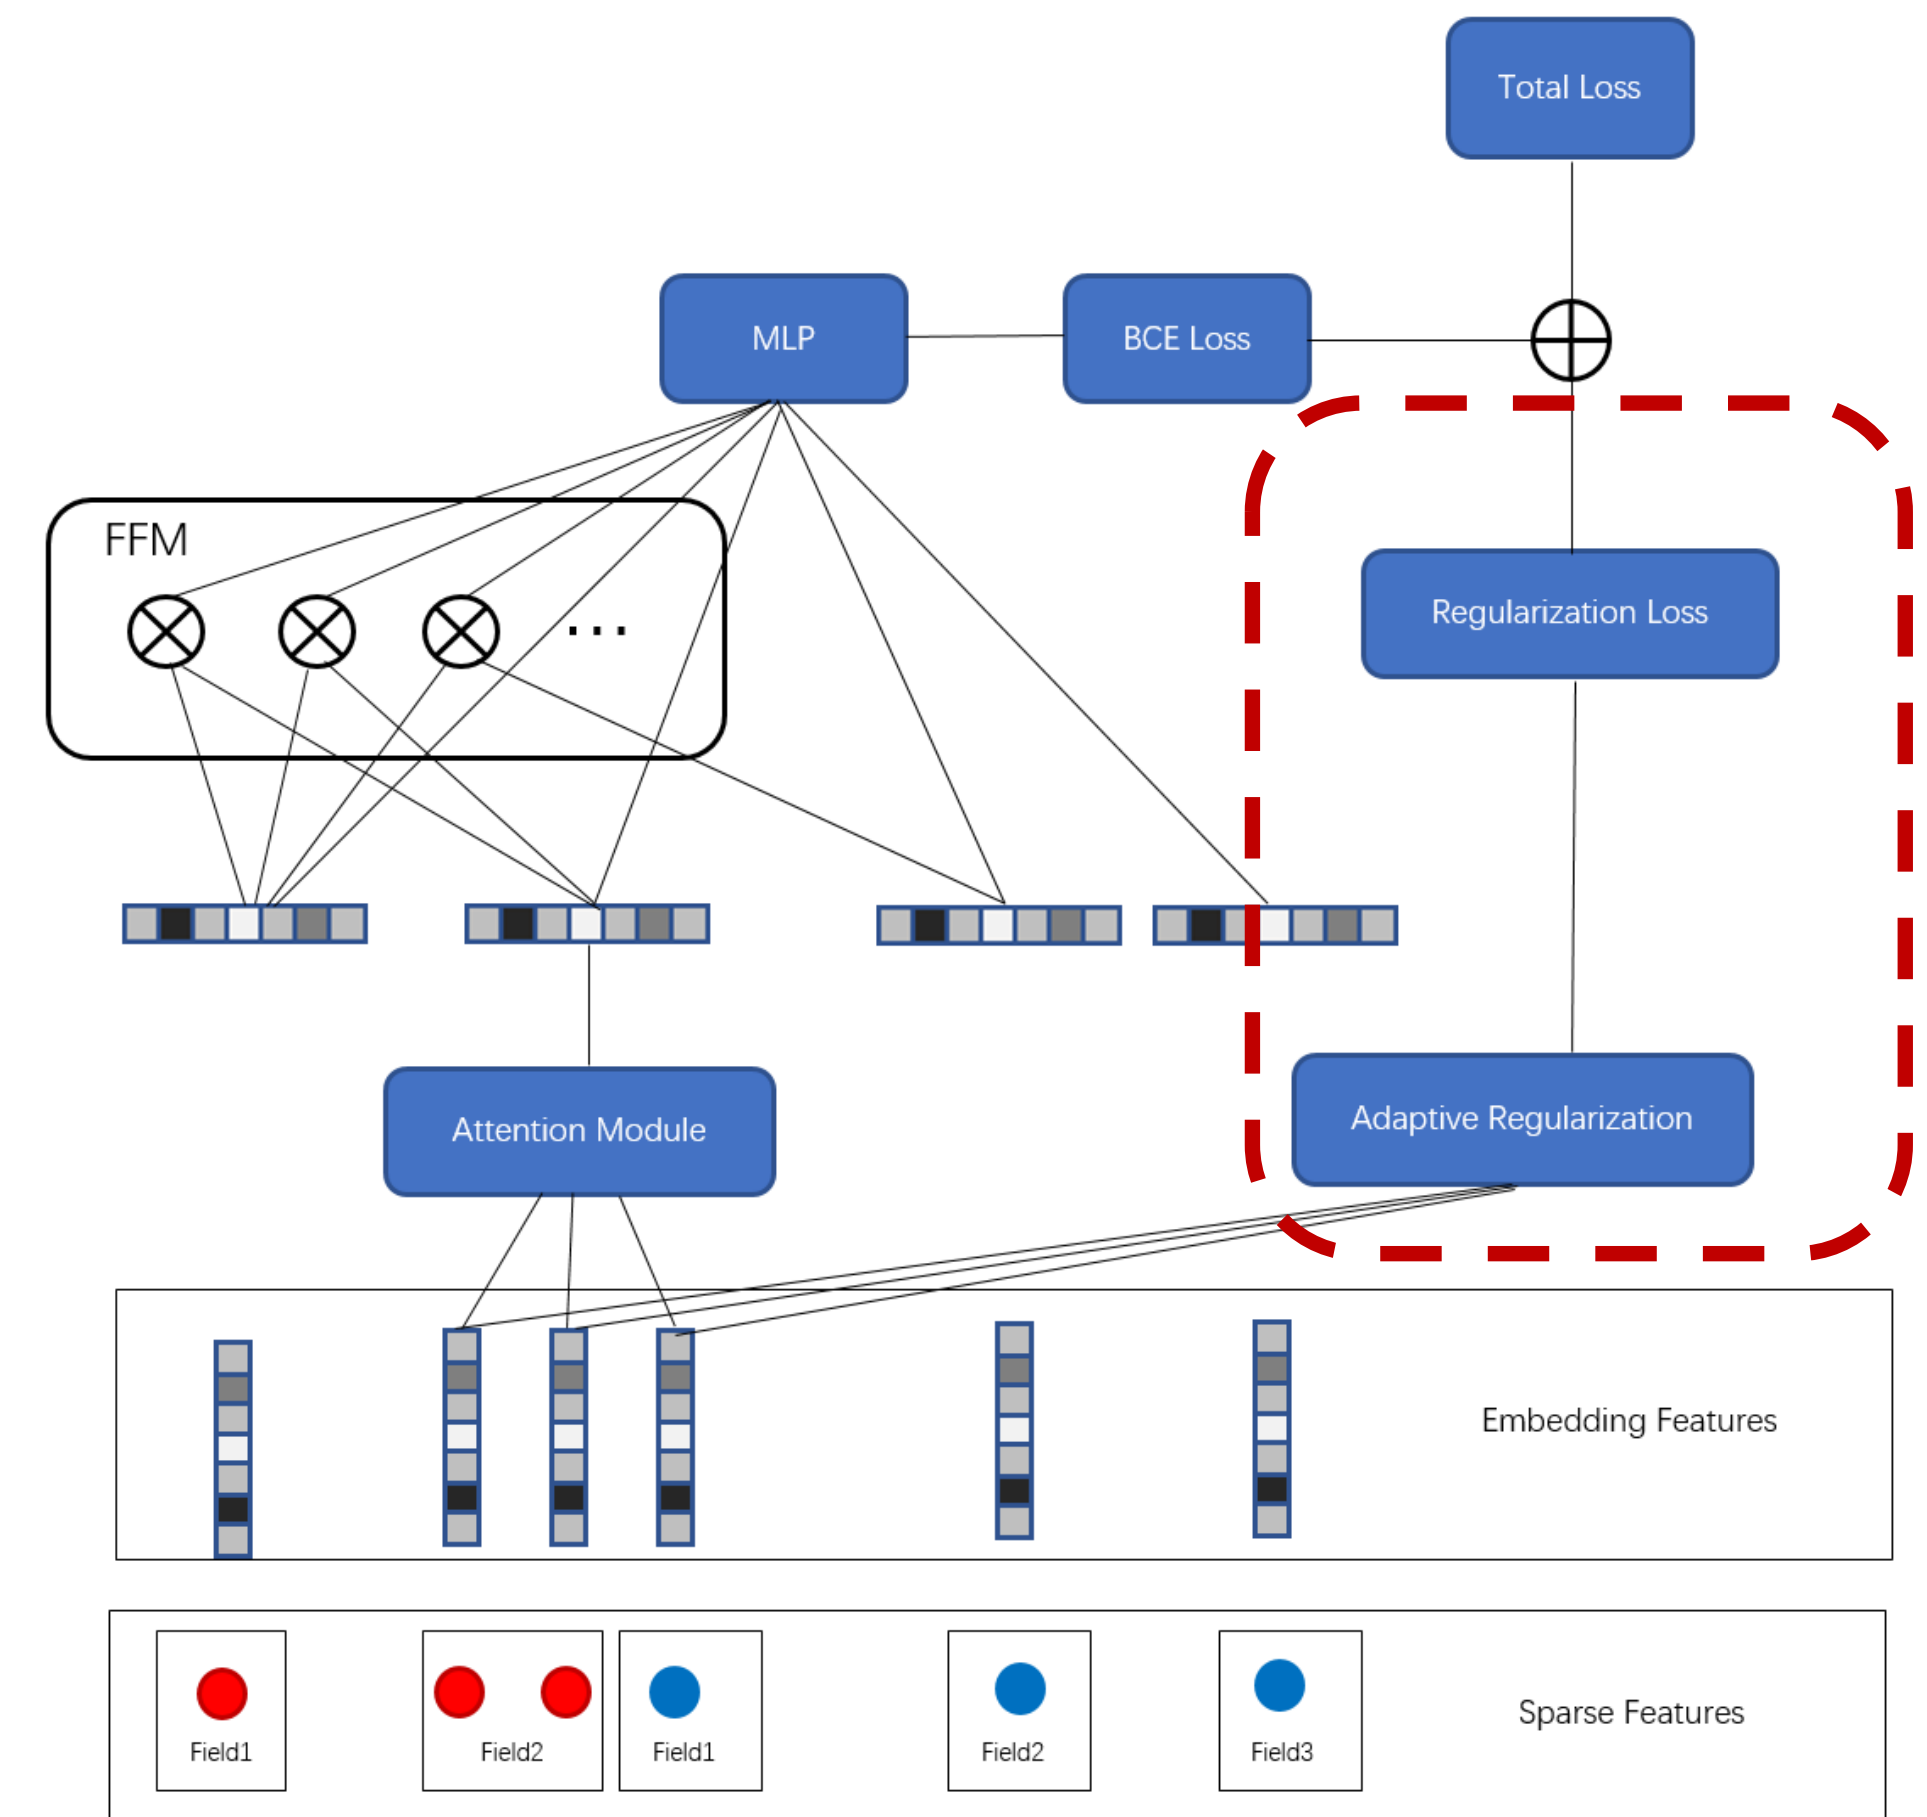 Total Loss
MLP
BCE Loss
FFM
...
Regularization Loss
Attention Module
Adaptive Regularization
Embedding Features
Sparse Features
Field1
Field2
Field1
Field2
Field3